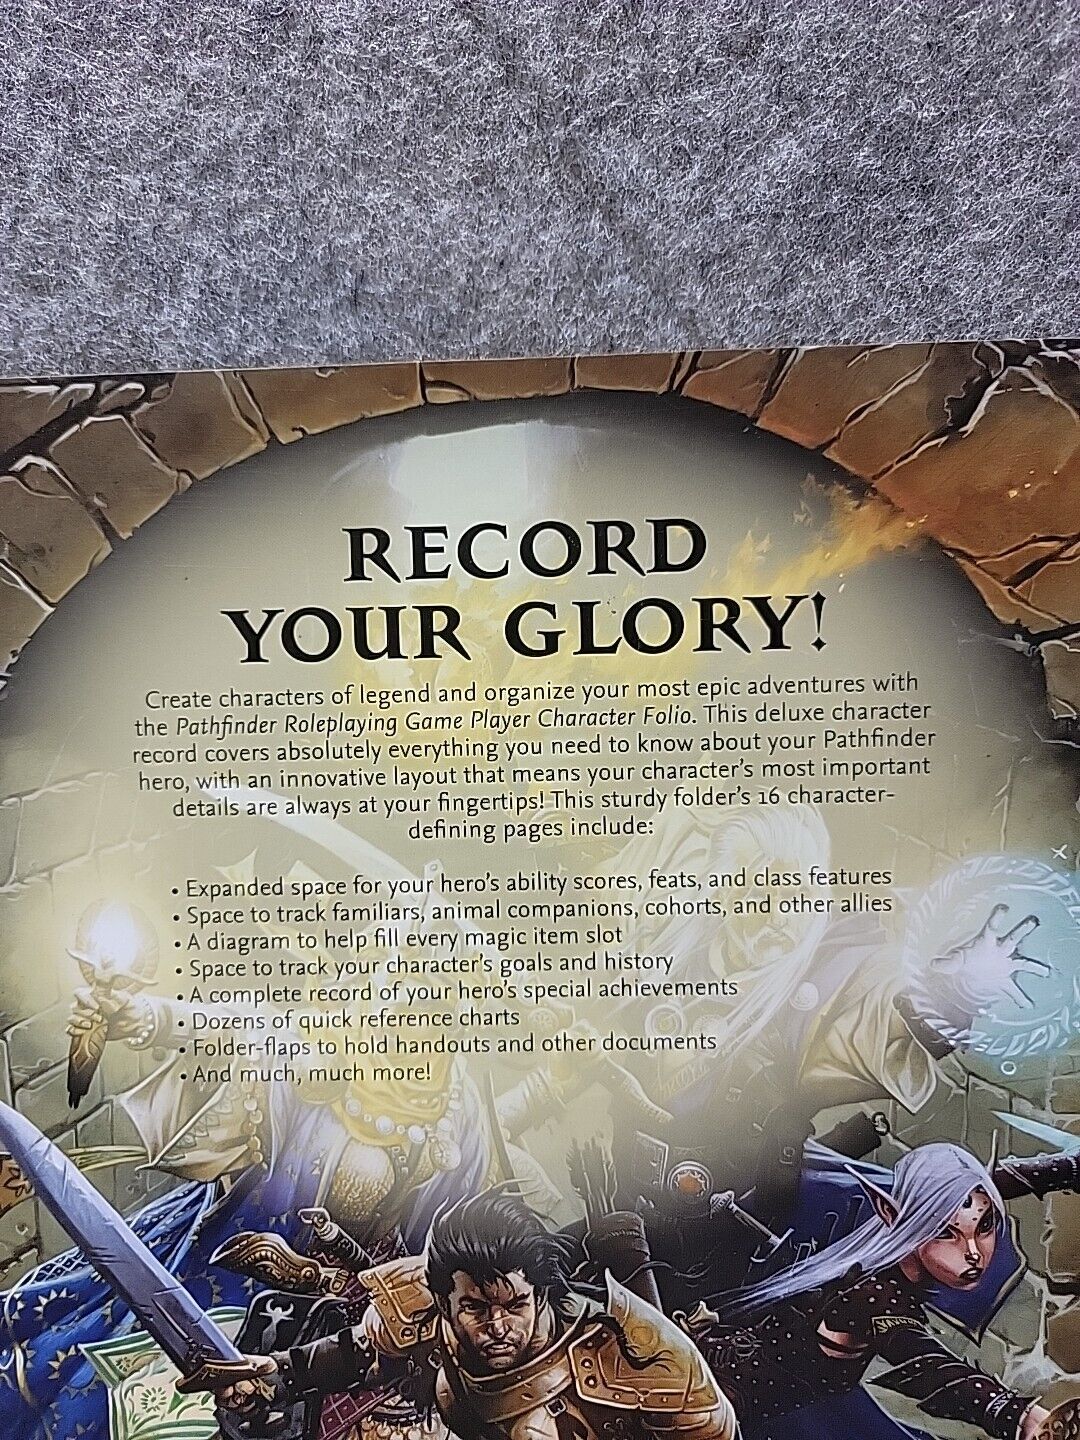 RECORD
YOUR GLORY!
Create characters of legend and organize your most epic adventures with
the Pathfinder Roleplaying Game Player Character Folio. This deluxe character
record covers absolutely everything you need to know about your Pathfinder
hero, with an innovative layout that means your character's most important
details are always at your fingertips! This sturdy folder's 16 character-
defining pages include:
• Expanded space for your hero's ability scores, feats, and class features
• Space to track familiars, animal companions, cohorts, and other allies
• A diagram to help fill every magic item slot
• Space to track your character's goals and history
• A complete record of your hero's special achievements
• Dozens of quick reference charts
• Folder-flaps to hold handouts and other documents
• And much, much more!